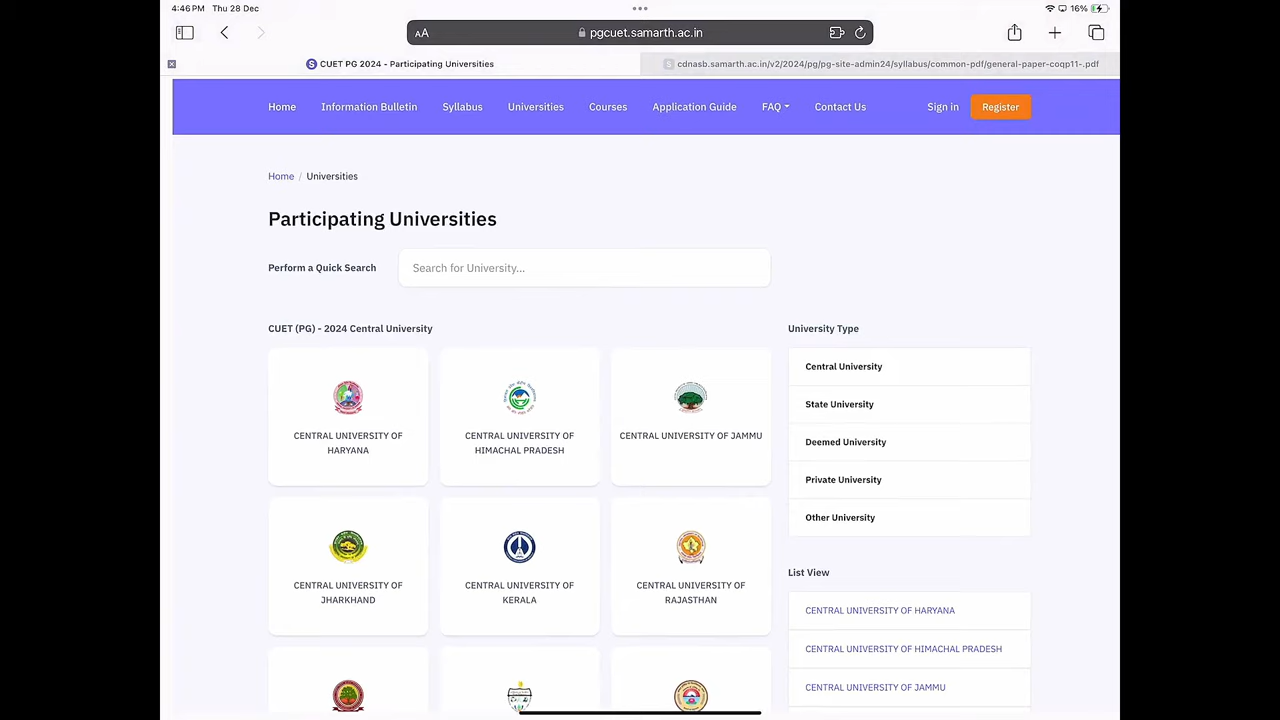 4:46 PM Thu 28 Dec
16%
AA
pgcuet.samarth.ac.in
CUET PG 2024 - Participating Universities
cdnasb.samarth.ac.in/v2/2024/pg/pg-site-admin24/syllabus/common-pdf/general-paper-coqp11-.pdf
Home Information Bulletin Syllabus Universities Courses Application Guide FAQ Contact Us Sign in Register
Home / Universities
Participating Universities
Perform a Quick Search
Search for University...
CUET (PG) - 2024 Central University
CENTRAL UNIVERSITY OF
HARYANA
CENTRAL UNIVERSITY OF
HIMACHAL PRADESH
CENTRAL UNIVERSITY OF JAMMU
CENTRAL UNIVERSITY OF
JHARKHAND
CENTRAL UNIVERSITY OF
KERALA
CENTRAL UNIVERSITY OF
RAJASTHAN
University Type
Central University
State University
Deemed University
Private University
Other University
List View
CENTRAL UNIVERSITY OF HARYANA
CENTRAL UNIVERSITY OF HIMACHAL PRADESH
CENTRAL UNIVERSITY OF JAMMU